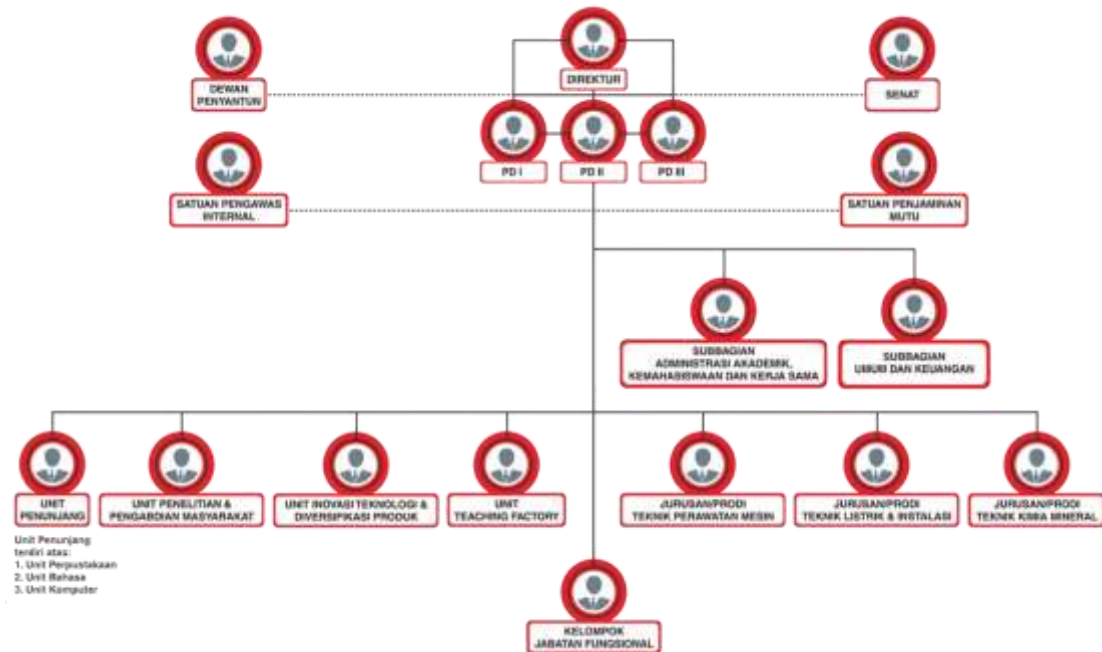 DIREKTUR
DEWAN
PENYANTUN
SENAT
PD I
PD II
PD III
SATUAN PENGAWAS
INTERNAL
SATUAN PENJAMINAN
MUTU
SUBBAGIAN
ADMINISTRASI AKADEMIK,
KEMAHASISWAAN DAN KERJA SAMA
SUBBAGIAN
UMUM DAN KEUANGAN
UNIT
PENUNJANG
UNIT PENELITIAN &
PENGABDIAN MASYARAKAT
UNIT INOVASI TEKNOLOGI &
DIVERSIFIKASI PRODUK
UNIT
TEACHING FACTORY
JURUSAN/PRODI
TEKNIK PERAWATAN MESIN
JURUSAN/PRODI
TEKNIK LISTRIK & INSTALASI
JURUSAN/PRODI
TEKNIK KIMIA MINERAL
Unit Penunjang
terdiri atas:
1. Unit Perpustakaan
2. Unit Bahasa
3. Unit Komputer
KELOMPOK
JABATAN FUNGSIONAL